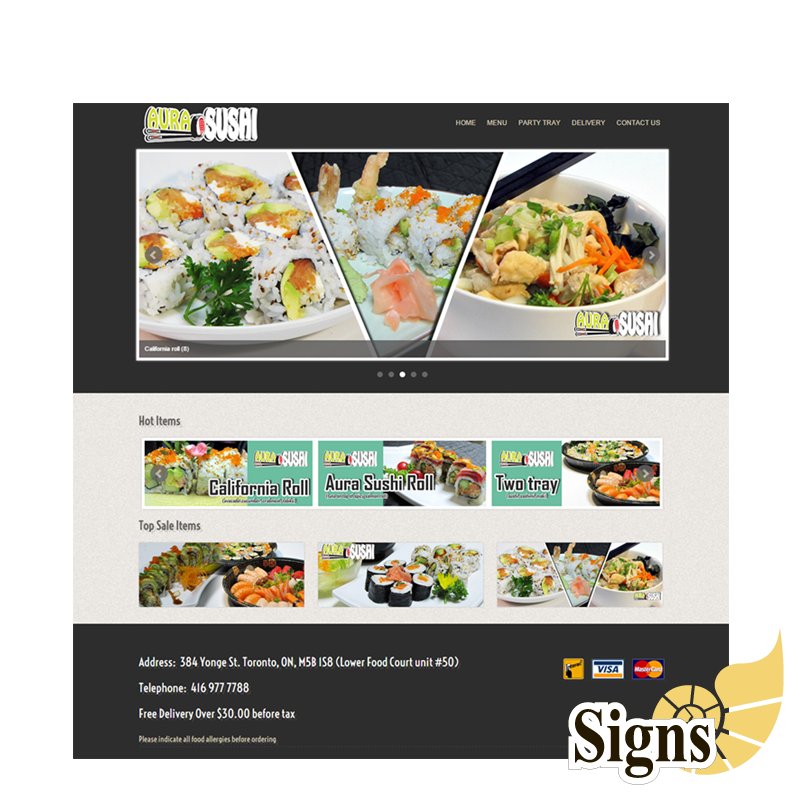 AURA SUSHI
HOME MENU PARTY TRAY DELIVERY CONTACT US
AURA SUSHI
California roll (8)
Hot Items
AURA SUSHI
California Roll
AURA SUSHI
Aura Sushi Roll
AURA SUSHI
Two tray
Top Sale Items
AURA SUSHI
AURA SUSHI
Address: 384 Yonge St. Toronto, ON, M5B 1S8 (Lower Food Court unit #50)
VISA MasterCard
Telephone: 416 977 7788
Free Delivery Over $30.00 before tax
Please indicate all food allergies before ordering.
Signs